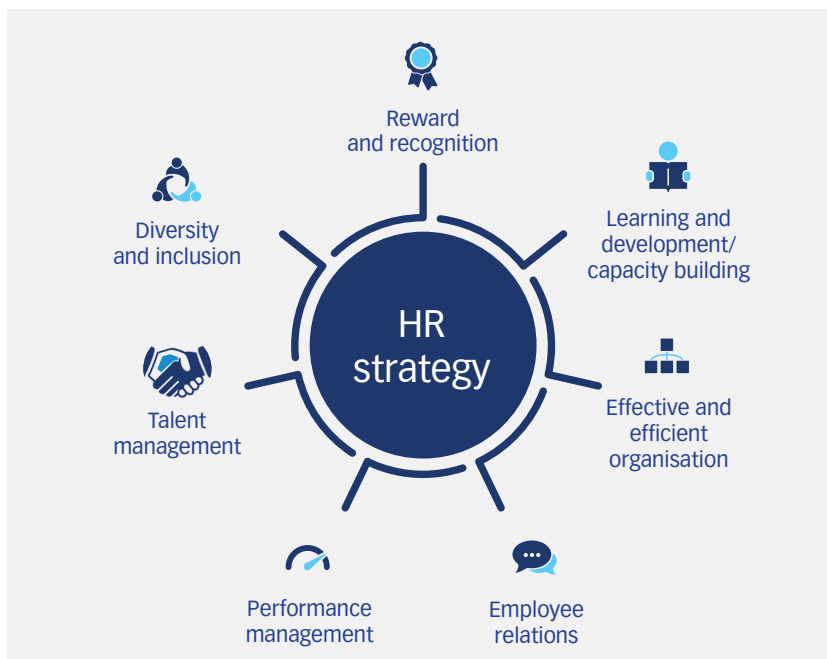 Reward
and recognition
Learning and
development/
capacity building
Effective and
efficient
organisation
Employee
relations
Performance
management
Talent
management
Diversity
and inclusion
HR
strategy